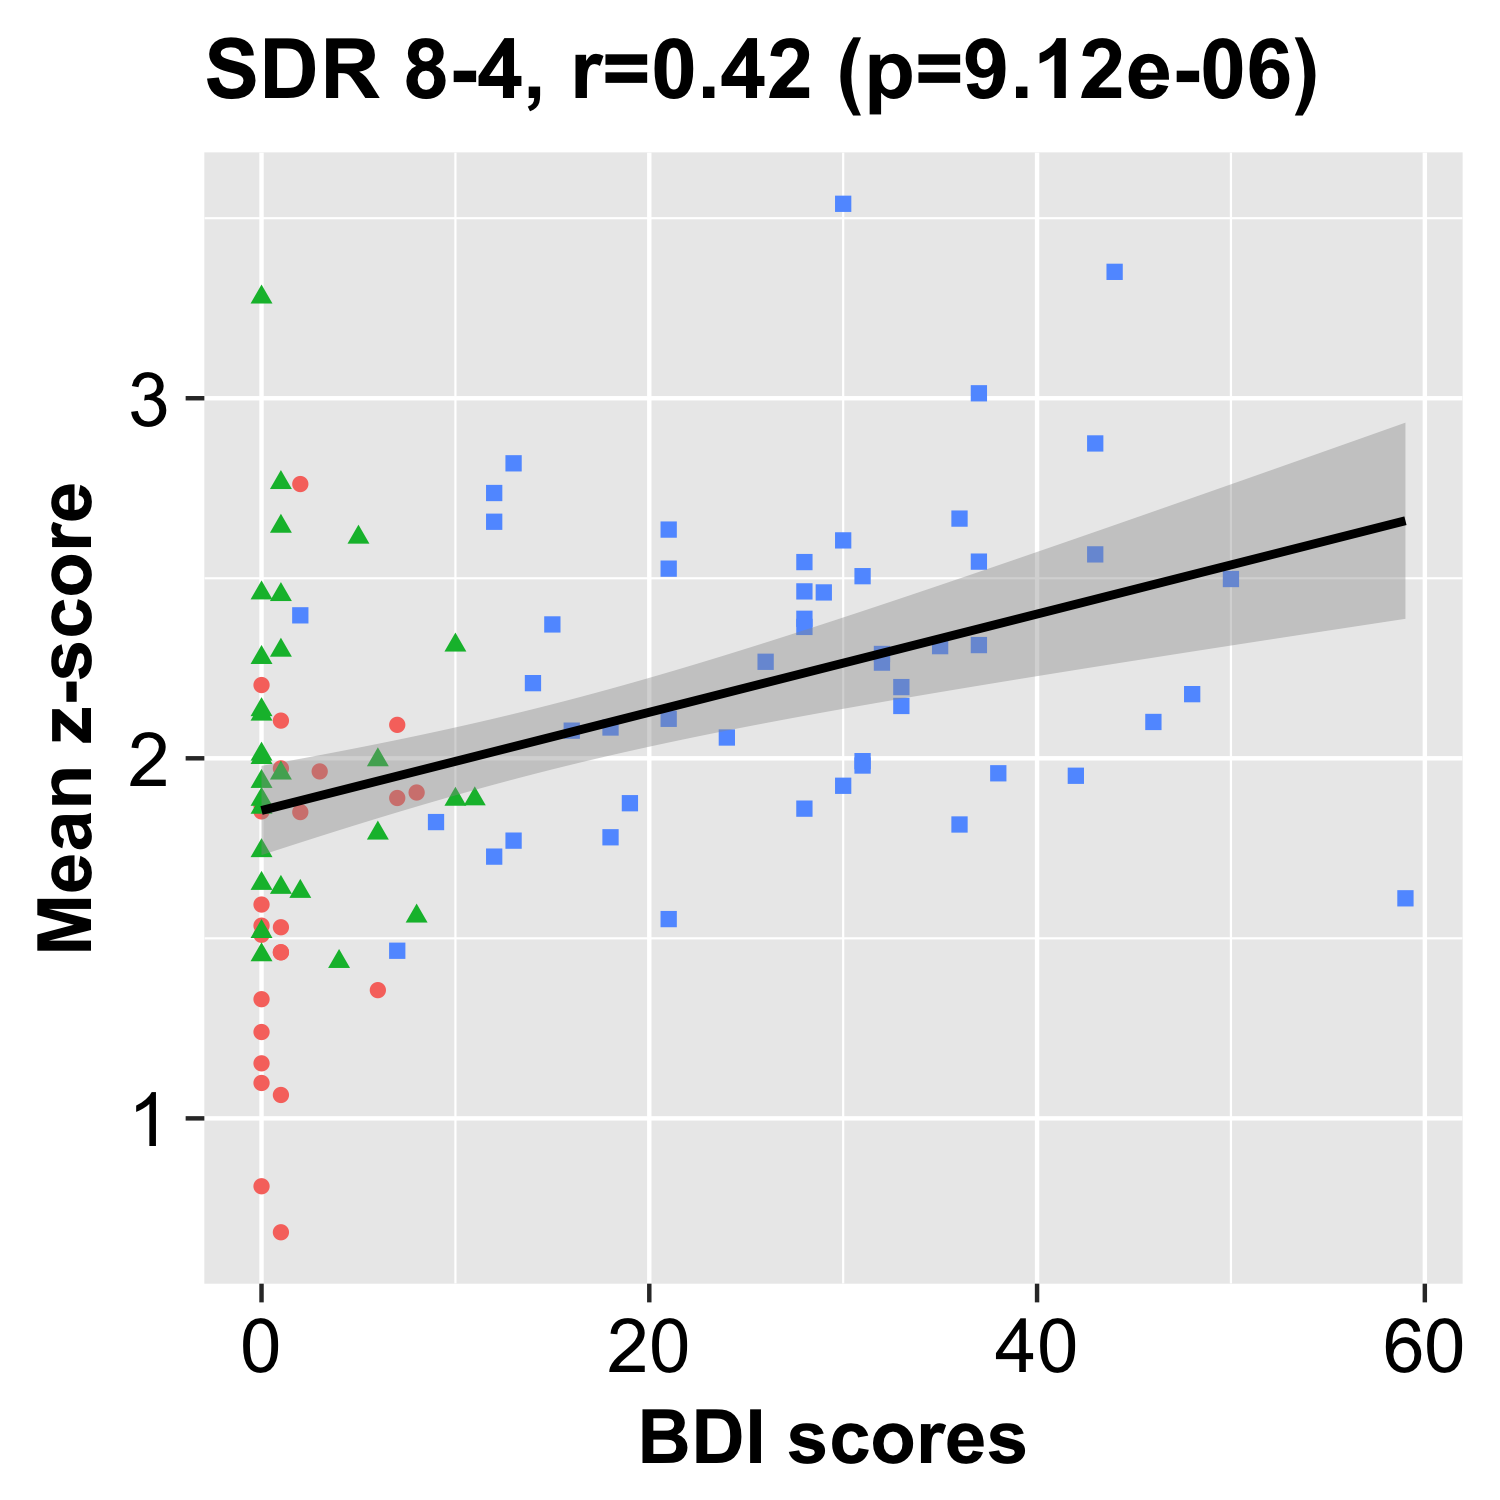 SDR 8-4, r=0.42 (p=9.12e-06)
Mean z-score
3
2
1
0 20 40 60
BDI scores